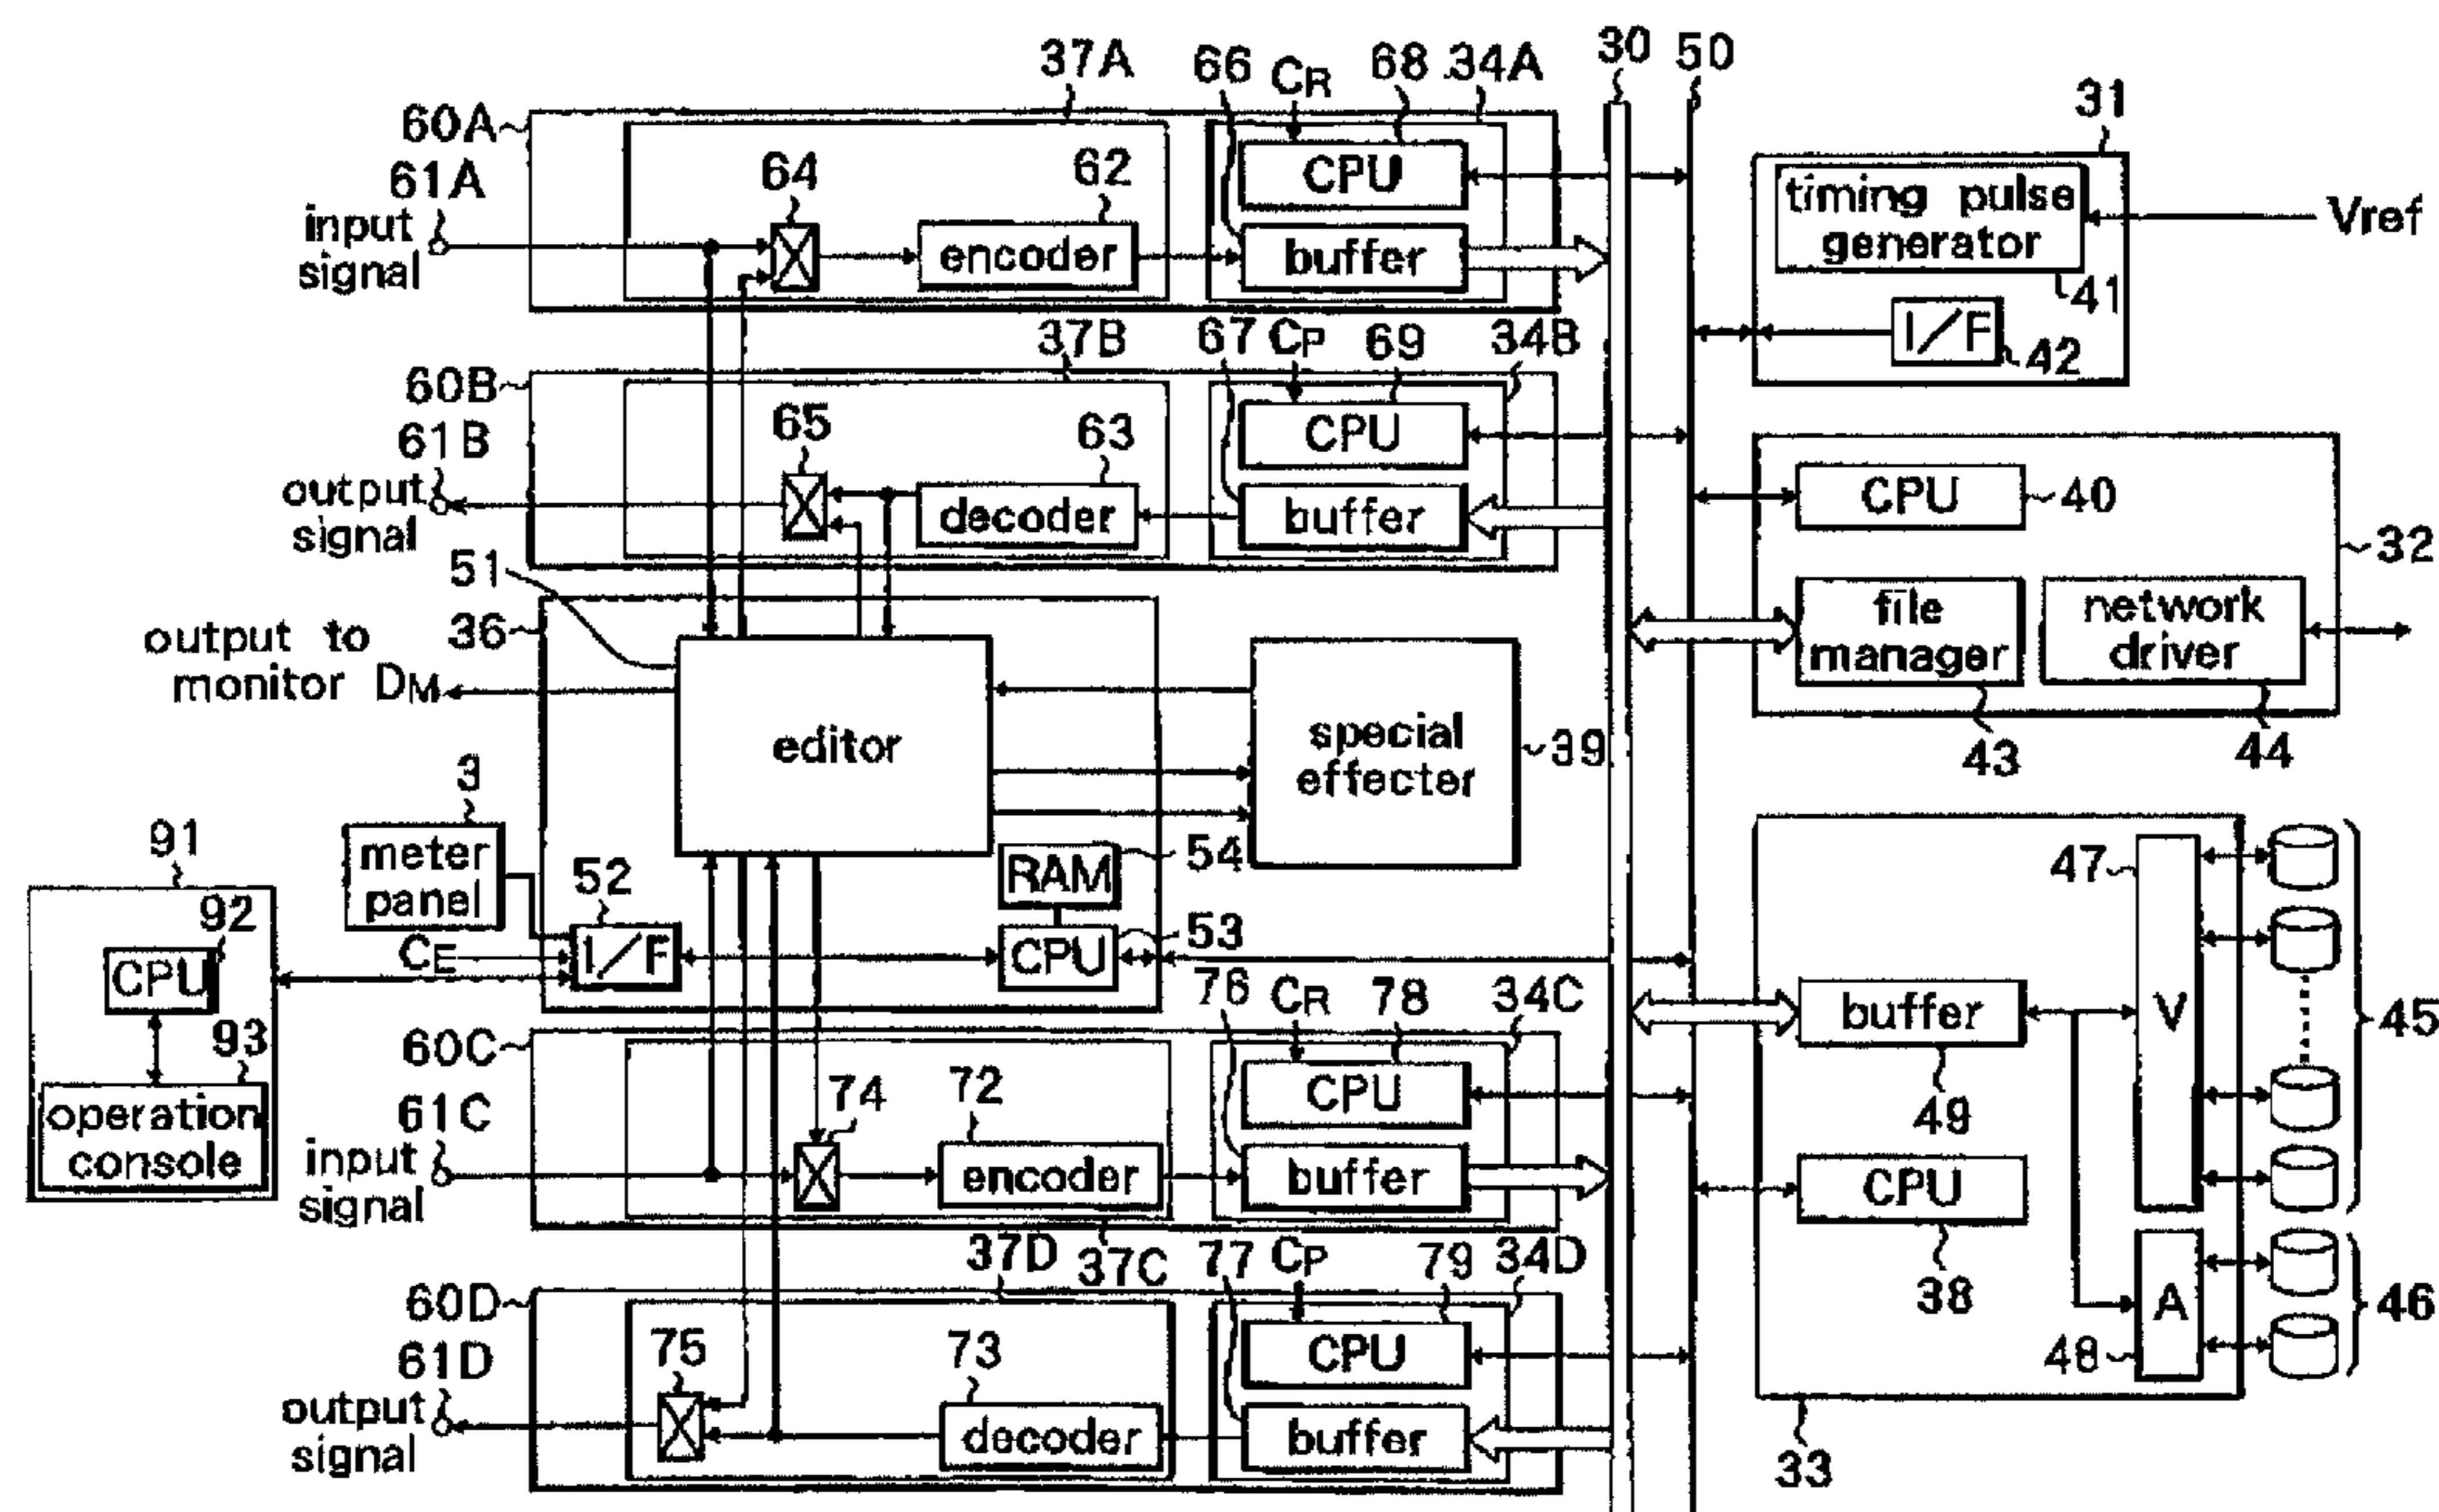 37A
66
CR
68
34A
30
50
60A
31
61A
64
62
CPU
timing pulse
generator
Vref
input
signal
encoder
buffer
41
I/F
42
37B
67
CP
69
34B
60B
61B
65
63
CPU
CPU
40
output
signal
decoder
buffer
32
51
36
file
manager
network
driver
output to
monitor DM
editor
special
effecter
39
43
44
3
91
meter
panel
52
RAM
54
47
92
CE
I/F
CPU
53
CPU
76
CR
78
34C
buffer
V
45
93
60C
operation
console
61C
74
72
CPU
49
input
signal
encoder
buffer
CPU
37D
37C
77
CP
79
34D
38
60D
A
46
61D
75
73
CPU
48
output
signal
decoder
buffer
33